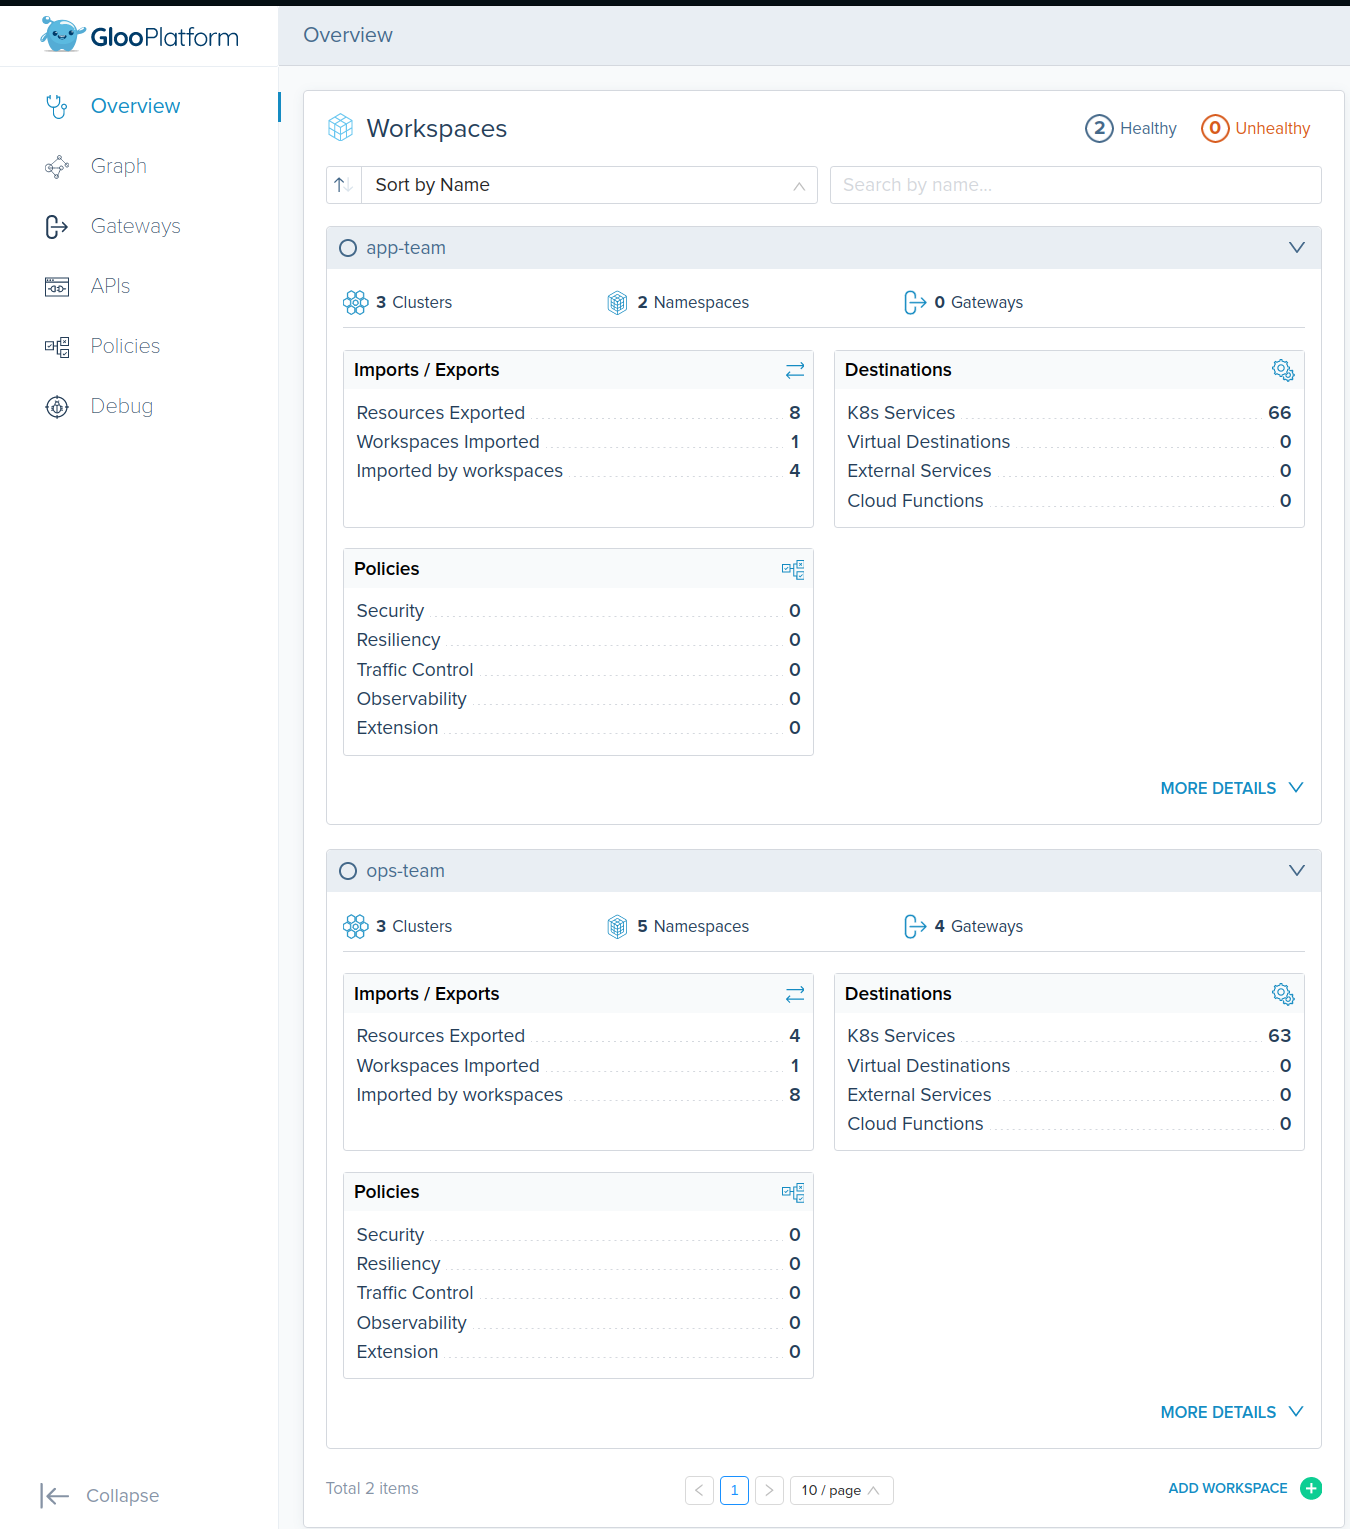 GlooPlatform
Overview
Overview
Graph
Gateways
APIs
Policies
Debug
Collapse
Workspaces
2 Healthy
0 Unhealthy
Sort by Name
Search by name...
app-team
3 Clusters
2 Namespaces
0 Gateways
Imports / Exports
Resources Exported 8
Workspaces Imported 1
Imported by workspaces 4
Destinations
K8s Services 66
Virtual Destinations 0
External Services 0
Cloud Functions 0
Policies
Security 0
Resiliency 0
Traffic Control 0
Observability 0
Extension 0
MORE DETAILS
ops-team
3 Clusters
5 Namespaces
4 Gateways
Imports / Exports
Resources Exported 4
Workspaces Imported 1
Imported by workspaces 8
Destinations
K8s Services 63
Virtual Destinations 0
External Services 0
Cloud Functions 0
Policies
Security 0
Resiliency 0
Traffic Control 0
Observability 0
Extension 0
MORE DETAILS
Total 2 items
1
10 / page
ADD WORKSPACE